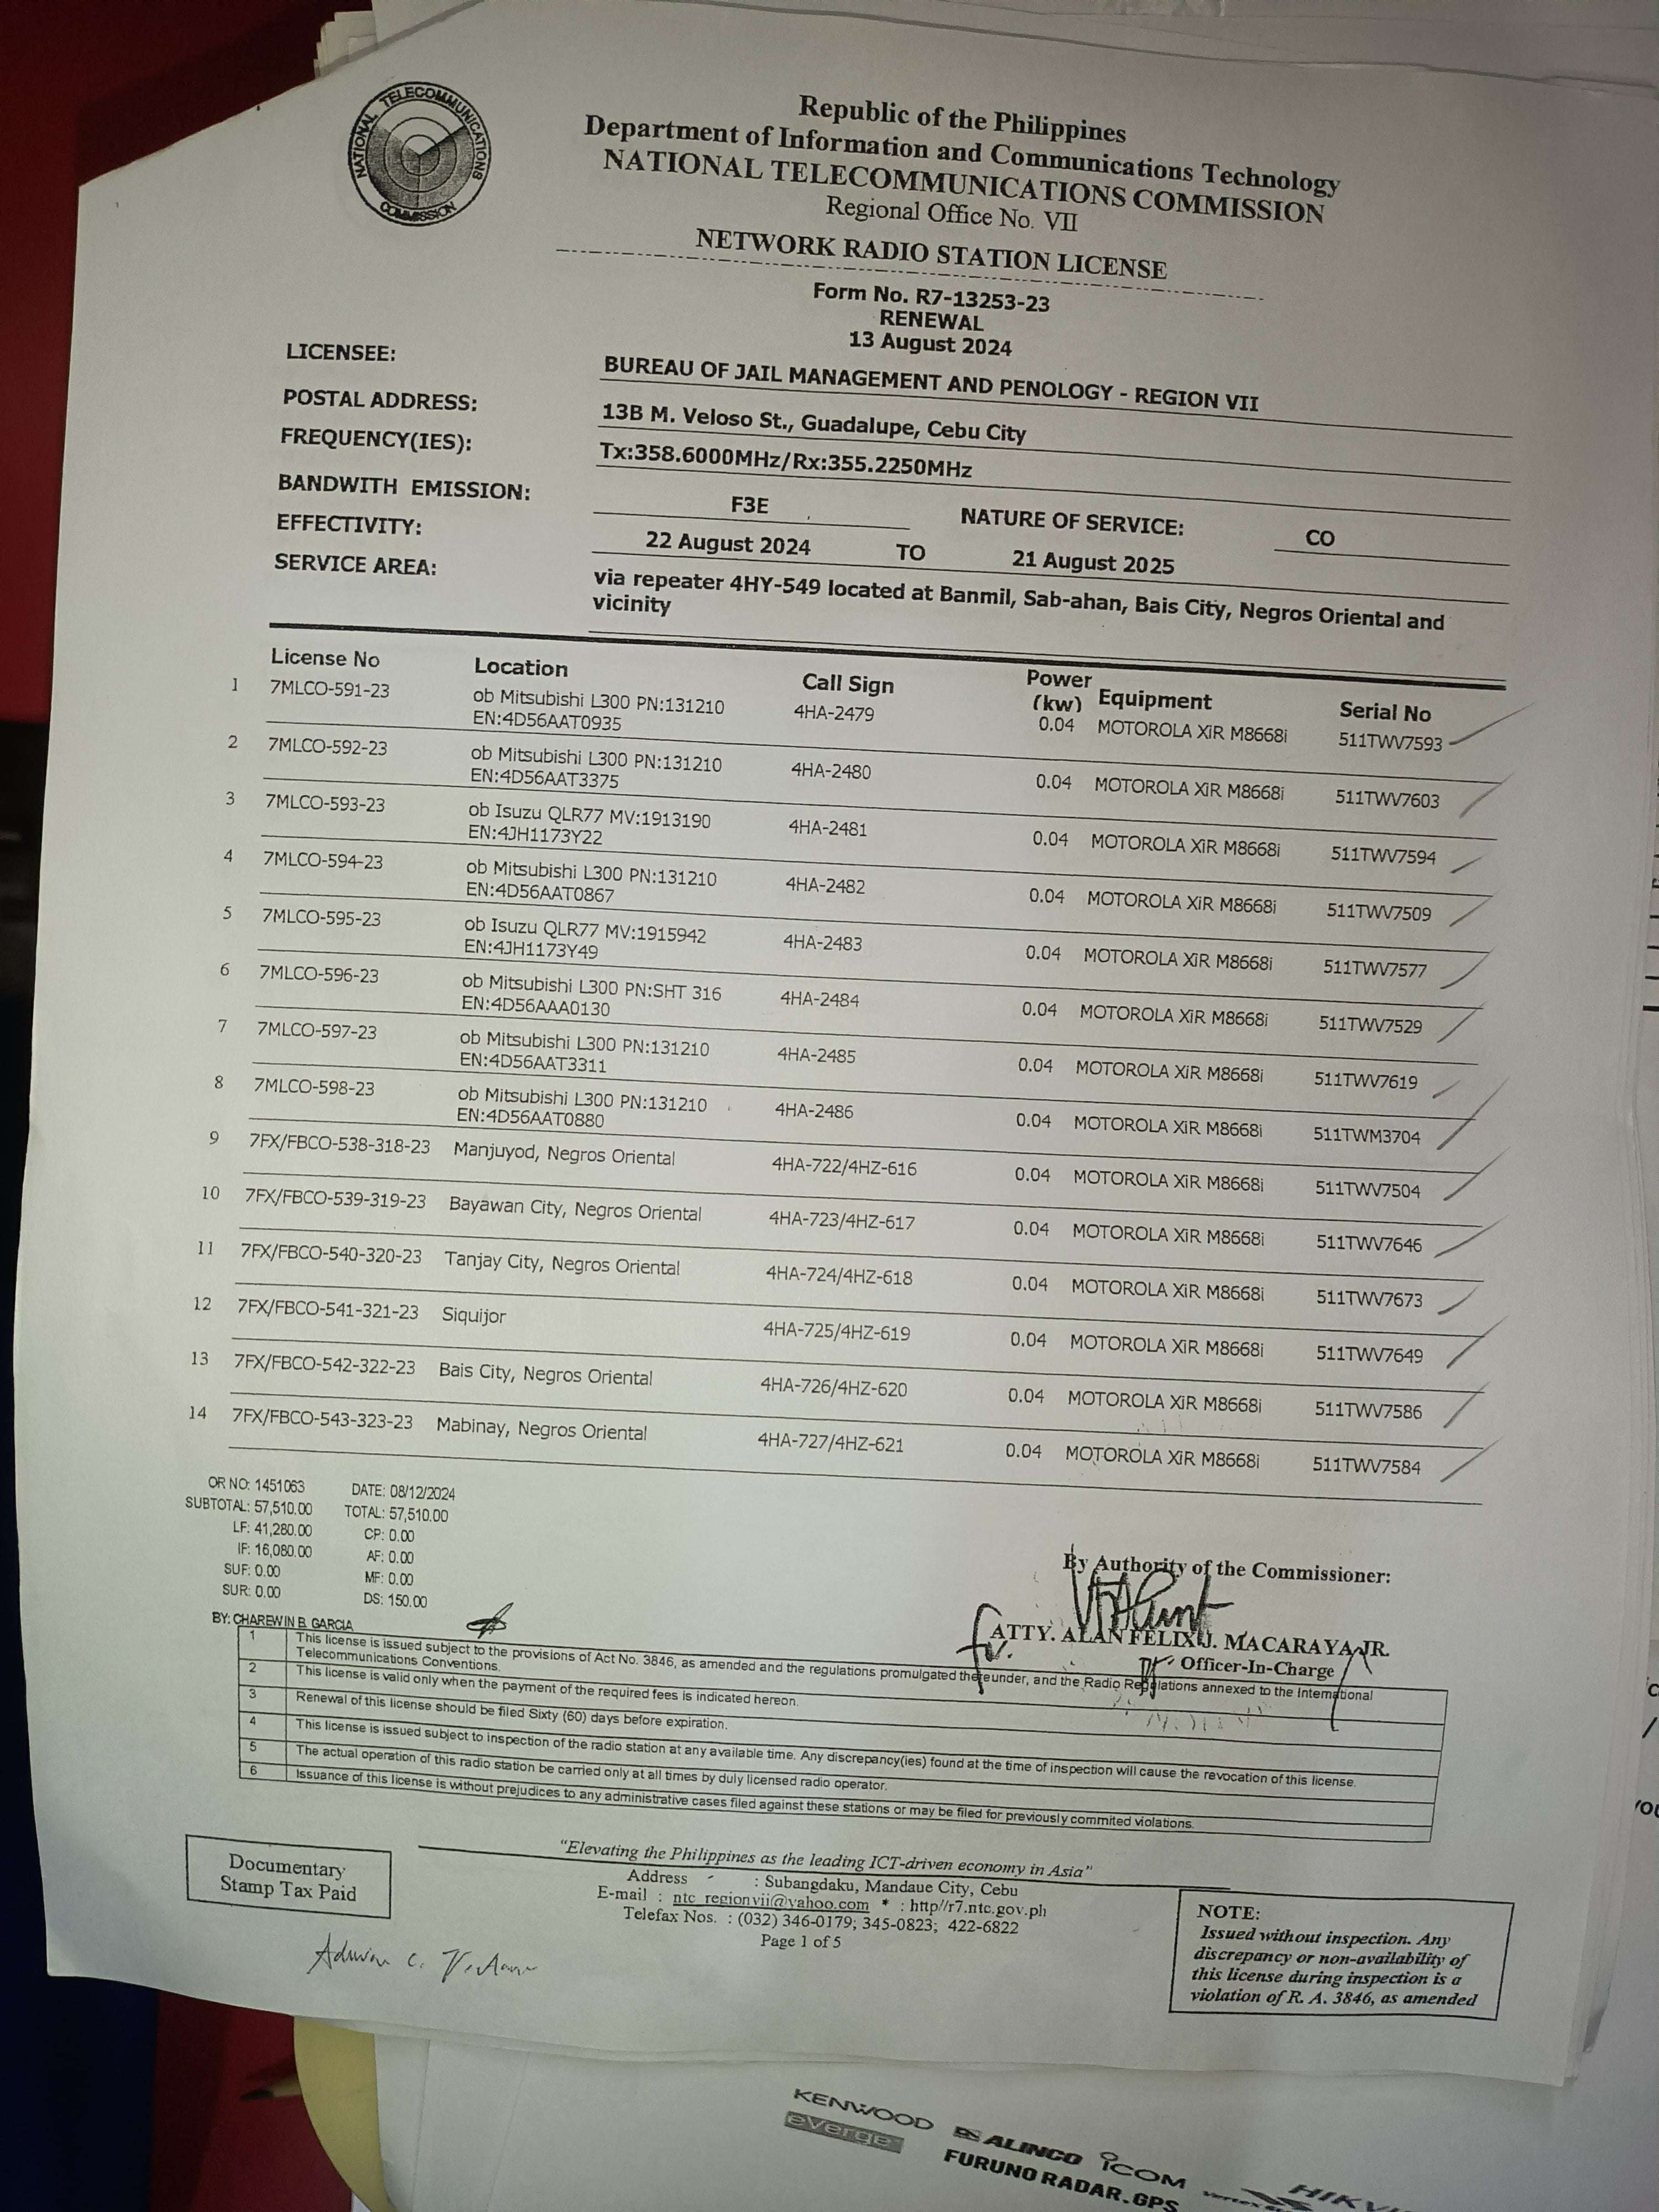 NATIONAL TELECOMMUNICATIONS COMMISSION
Republic of the Philippines
Department of Information and Communications Technology
NATIONAL TELECOMMUNICATIONS COMMISSION
Regional Office No. VII
NETWORK RADIO STATION LICENSE
Form No. R7-13253-23
RENEWAL
13 August 2024
LICENSEE: BUREAU OF JAIL MANAGEMENT AND PENOLOGY - REGION VII
POSTAL ADDRESS: 13B M. Veloso St., Guadalupe, Cebu City
FREQUENCY(IES): Tx:358.6000MHz/Rx:355.2250MHz
BANDWITH EMISSION: F3E NATURE OF SERVICE: CO
EFFECTIVITY: 22 August 2024 TO 21 August 2025
SERVICE AREA: via repeater 4HY-549 located at Banmil, Sab-ahan, Bais City, Negros Oriental and
vicinity
License No Location Call Sign Power (kw) Equipment Serial No
1 7MLCO-591-23 ob Mitsubishi L300 PN:131210 4HA-2479 0.04 MOTOROLA XiR M8668i 511TWV7593
EN:4D56AAT0935
2 7MLCO-592-23 ob Mitsubishi L300 PN:131210 4HA-2480 0.04 MOTOROLA XiR M8668i 511TWV7603
EN:4D56AAT3375
3 7MLCO-593-23 ob Isuzu QLR77 MV:1913190 4HA-2481 0.04 MOTOROLA XiR M8668i 511TWV7594
EN:4JH1173Y22
4 7MLCO-594-23 ob Mitsubishi L300 PN:131210 4HA-2482 0.04 MOTOROLA XiR M8668i 511TWV7509
EN:4D56AAT0867
5 7MLCO-595-23 ob Isuzu QLR77 MV:1915942 4HA-2483 0.04 MOTOROLA XiR M8668i 511TWV7577
EN:4JH1173Y49
6 7MLCO-596-23 ob Mitsubishi L300 PN:SHT 316 4HA-2484 0.04 MOTOROLA XiR M8668i 511TWV7529
EN:4D56AAA0130
7 7MLCO-597-23 ob Mitsubishi L300 PN:131210 4HA-2485 0.04 MOTOROLA XiR M8668i 511TWV7619
EN:4D56AAT3311
8 7MLCO-598-23 ob Mitsubishi L300 PN:131210 4HA-2486 0.04 MOTOROLA XiR M8668i 511TWM3704
EN:4D56AAT0880
9 7FX/FBCO-538-318-23 Manjuyod, Negros Oriental 4HA-722/4HZ-616 0.04 MOTOROLA XiR M8668i 511TWV7504
10 7FX/FBCO-539-319-23 Bayawan City, Negros Oriental 4HA-723/4HZ-617 0.04 MOTOROLA XiR M8668i 511TWV7646
11 7FX/FBCO-540-320-23 Tanjay City, Negros Oriental 4HA-724/4HZ-618 0.04 MOTOROLA XiR M8668i 511TWV7673
12 7FX/FBCO-541-321-23 Siquijor 4HA-725/4HZ-619 0.04 MOTOROLA XiR M8668i 511TWV7649
13 7FX/FBCO-542-322-23 Bais City, Negros Oriental 4HA-726/4HZ-620 0.04 MOTOROLA XiR M8668i 511TWV7586
14 7FX/FBCO-543-323-23 Mabinay, Negros Oriental 4HA-727/4HZ-621 0.04 MOTOROLA XiR M8668i 511TWV7584
OR NO: 1451063 DATE: 08/12/2024
SUBTOTAL: 57,510.00 TOTAL: 57,510.00
LF: 41,280.00 CP: 0.00
IF: 16,080.00 AF: 0.00
SUF: 0.00 MF: 0.00
SUR: 0.00 DS: 150.00
BY: CHAREWIN B. GARCIA
By Authority of the Commissioner:
ATTY. ALAN FELIX J. MACARAYA, JR.
Officer-In-Charge
1 This license is issued subject to the provisions of Act No. 3846, as amended and the regulations promulgated thereunder, and the Radio Regulations annexed to the International
Telecommunications Conventions.
2 This license is valid only when the payment of the required fees is indicated hereon.
3 Renewal of this license should be filed Sixty (60) days before expiration.
4 This license is issued subject to inspection of the radio station at any available time. Any discrepancy(ies) found at the time of inspection will cause the revocation of this license.
5 The actual operation of this radio station be carried only at all times by duly licensed radio operator.
6 Issuance of this license is without prejudices to any administrative cases filed against these stations or may be filed for previously commited violations.
Documentary
Stamp Tax Paid
"Elevating the Philippines as the leading ICT-driven economy in Asia"
Address : Subangdaku, Mandaue City, Cebu
E-mail : ntc_regionvii@yahoo.com * : http//r7.ntc.gov.ph
Telefax Nos. : (032) 346-0179; 345-0823; 422-6822
Page 1 of 5
NOTE:
Issued without inspection. Any
discrepancy or non-availability of
this license during inspection is a
violation of R. A. 3846, as amended
KENWOOD ALINCO ICOM
everge FURUNO RADAR.GPS